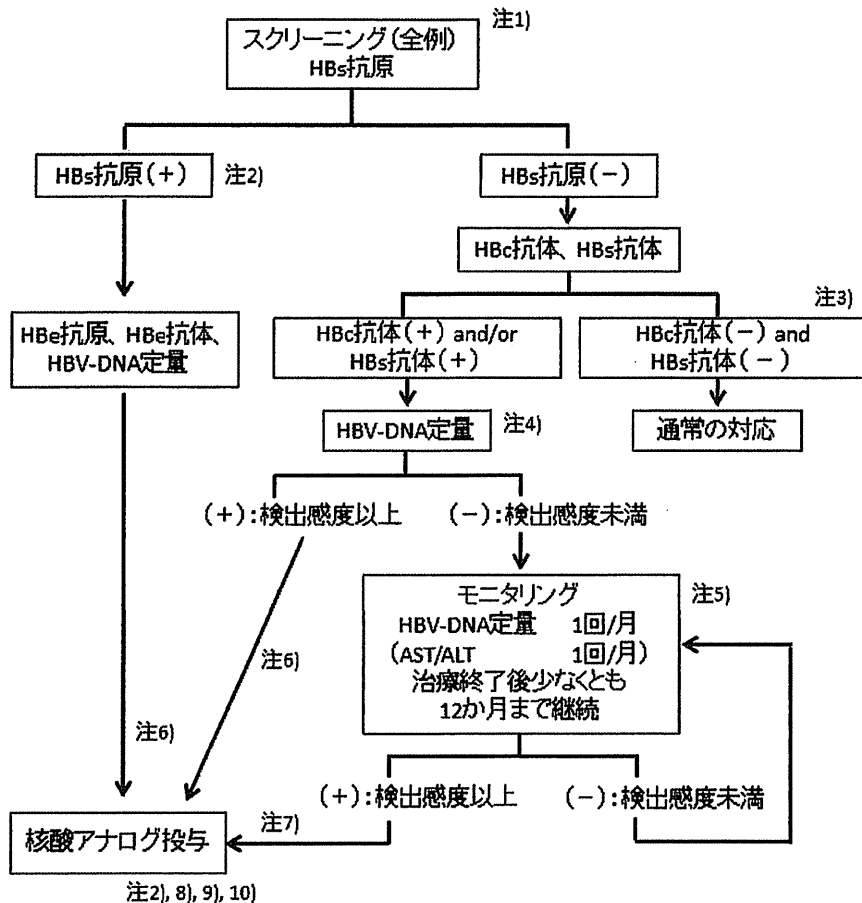 注1)
スクリーニング(全例)
HBs抗原
HBs抗原(+)
注2)
HBs抗原(-)
HBc抗体、HBs抗体
注3)
HBe抗原、HBe抗体、
HBV-DNA定量
HBc抗体(+) and/or
HBs抗体(+)
HBc抗体(-) and
HBs抗体(-)
HBV-DNA定量
注4)
通常の対応
(+):検出感度以上
(-):検出感度未満
モニタリング
HBV-DNA定量 1回/月
(AST/ALT 1回/月)
治療終了後少なくとも
12か月まで継続
注5)
注6)
注6)
(+):検出感度以上
(-):検出感度未満
注7)
核酸アナログ投与
注2), 8), 9), 10)